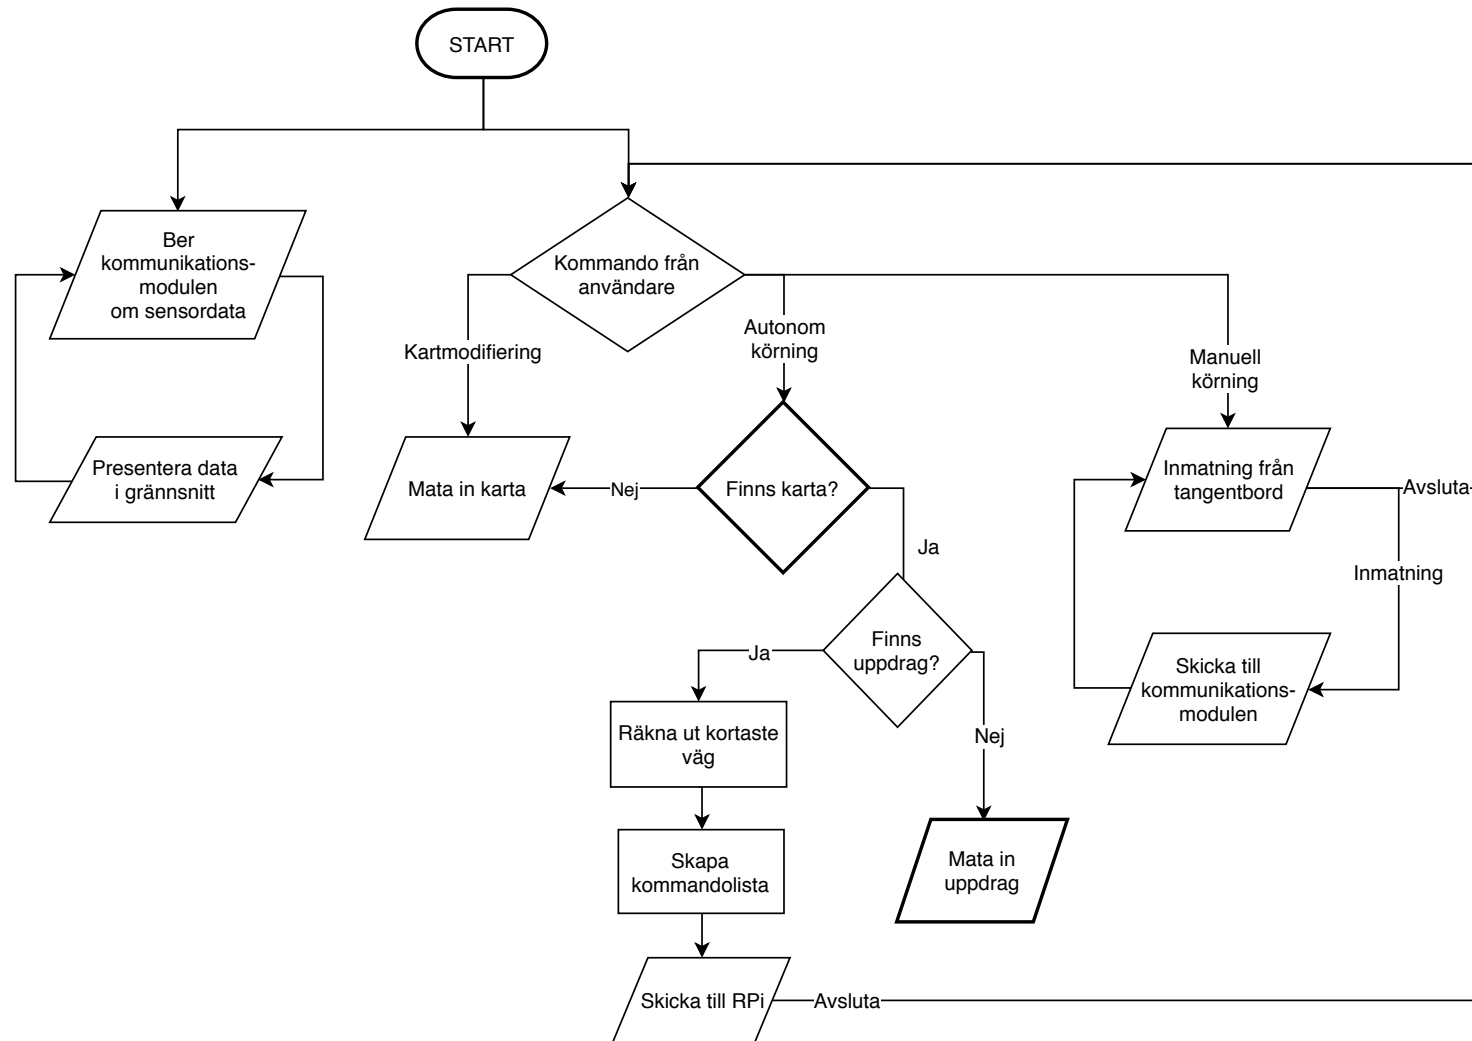 START
Ber
kommunikations-
modulen
om sensordata
Kommando från
användare
Kartmodifiering
Autonom
körning
Manuell
körning
Presentera data
i grännsnitt
Mata in karta
Nej
Finns karta?
Ja
Inmatning från
tangentbord
Avsluta
Inmatning
Finns
uppdrag?
Ja
Nej
Skicka till
kommunikations-
modulen
Räkna ut kortaste
väg
Skapa
kommandolista
Mata in
uppdrag
Skicka till RPi
Avsluta